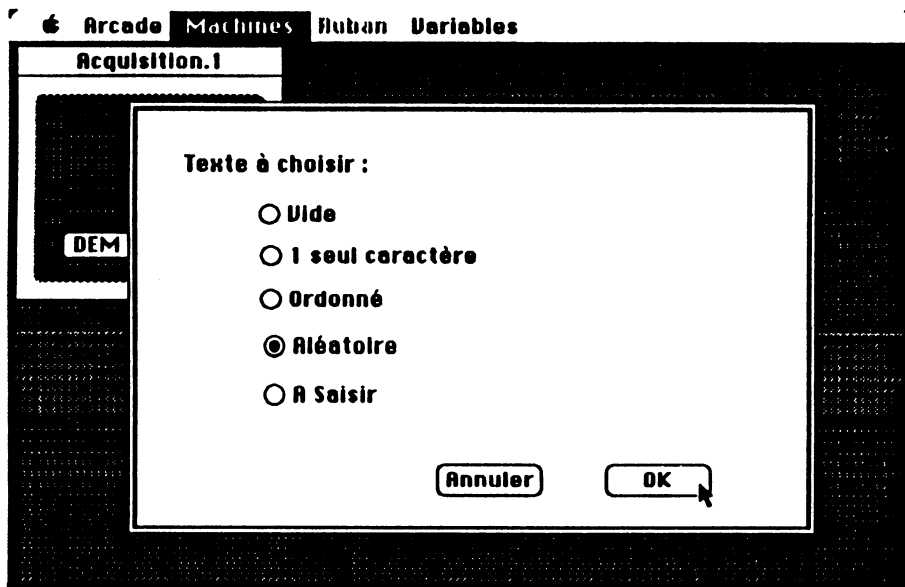 Arcade Machines Ruban Variables
Acquisition.1
Texte à choisir :
Vide
1 seul caractère
Ordonné
DEM
Aléatoire
A Saisir
Annuler OK